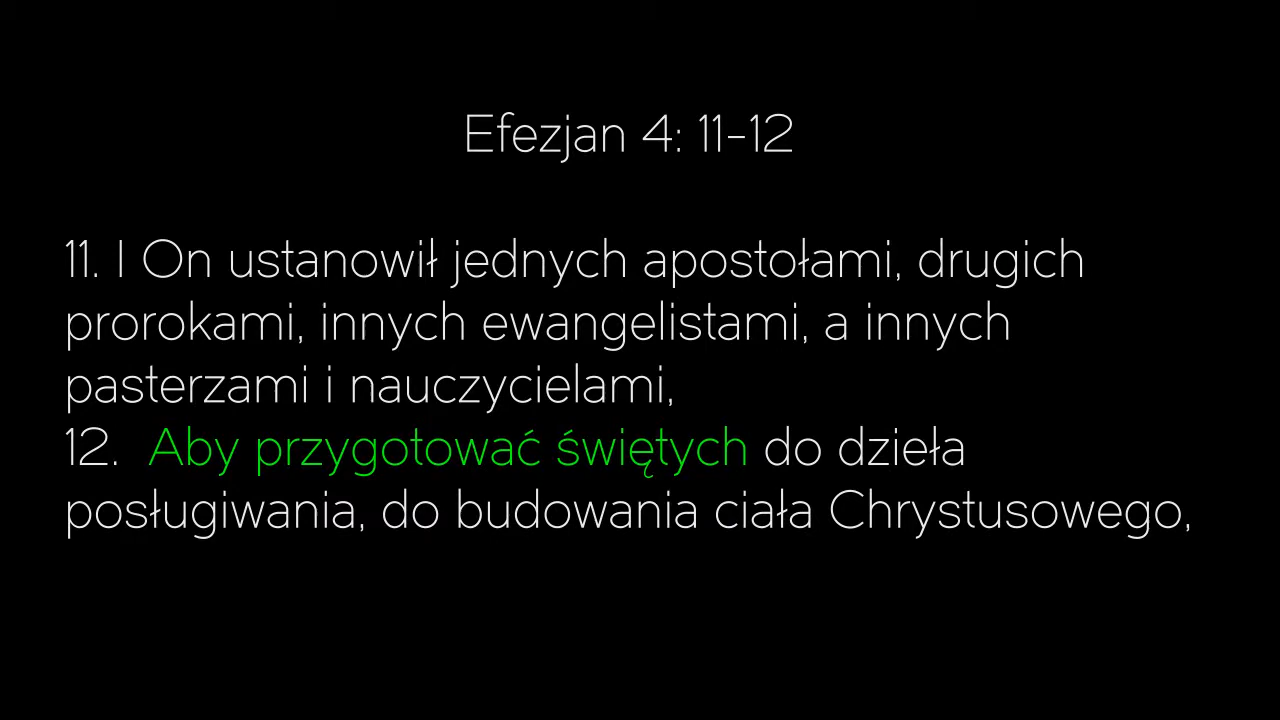 Efezjan 4: 11-12
11. I On ustanowił jednych apostołami, drugich
prorokami, innych ewangelistami, a innych
pasterzami i nauczycielami,
12. Aby przygotować świętych do dzieła
posługiwania, do budowania ciała Chrystusowego,